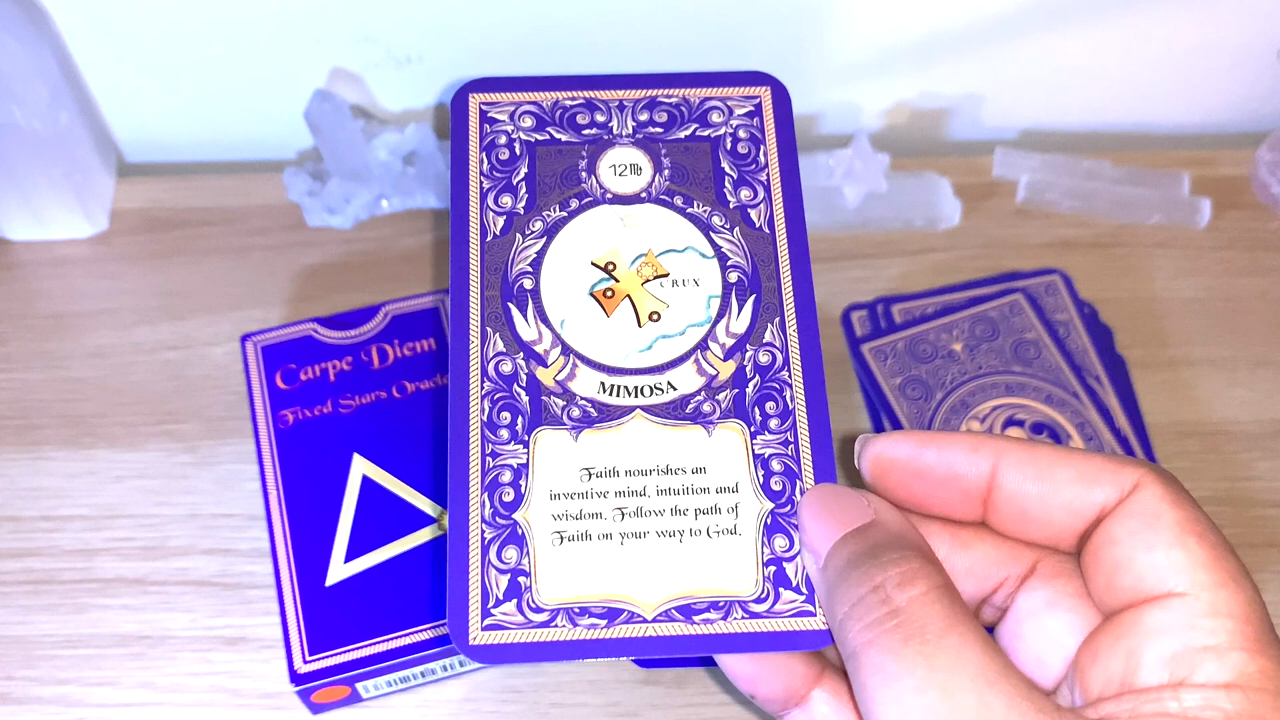 12♏
CRUX
MIMOSA
Faith nourishes an
inventive mind, intuition and
wisdom. Follow the path of
Faith on your way to God.
Carpe Diem
Fixed Stars Oracle